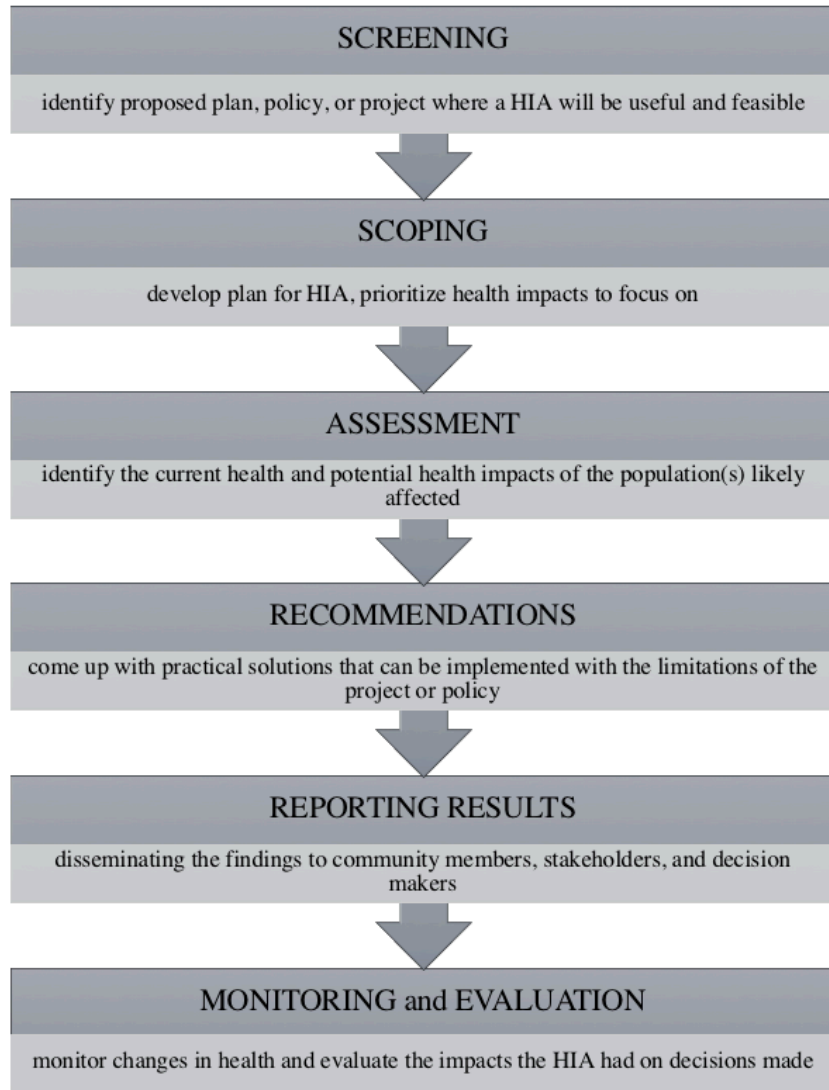 SCREENING
identify proposed plan, policy, or project where a HIA will be useful and feasible
SCOPING
develop plan for HIA, prioritize health impacts to focus on
ASSESSMENT
identify the current health and potential health impacts of the population(s) likely
affected
RECOMMENDATIONS
come up with practical solutions that can be implemented with the limitations of the
project or policy
REPORTING RESULTS
disseminating the findings to community members, stakeholders, and decision
makers
MONITORING and EVALUATION
monitor changes in health and evaluate the impacts the HIA had on decisions made